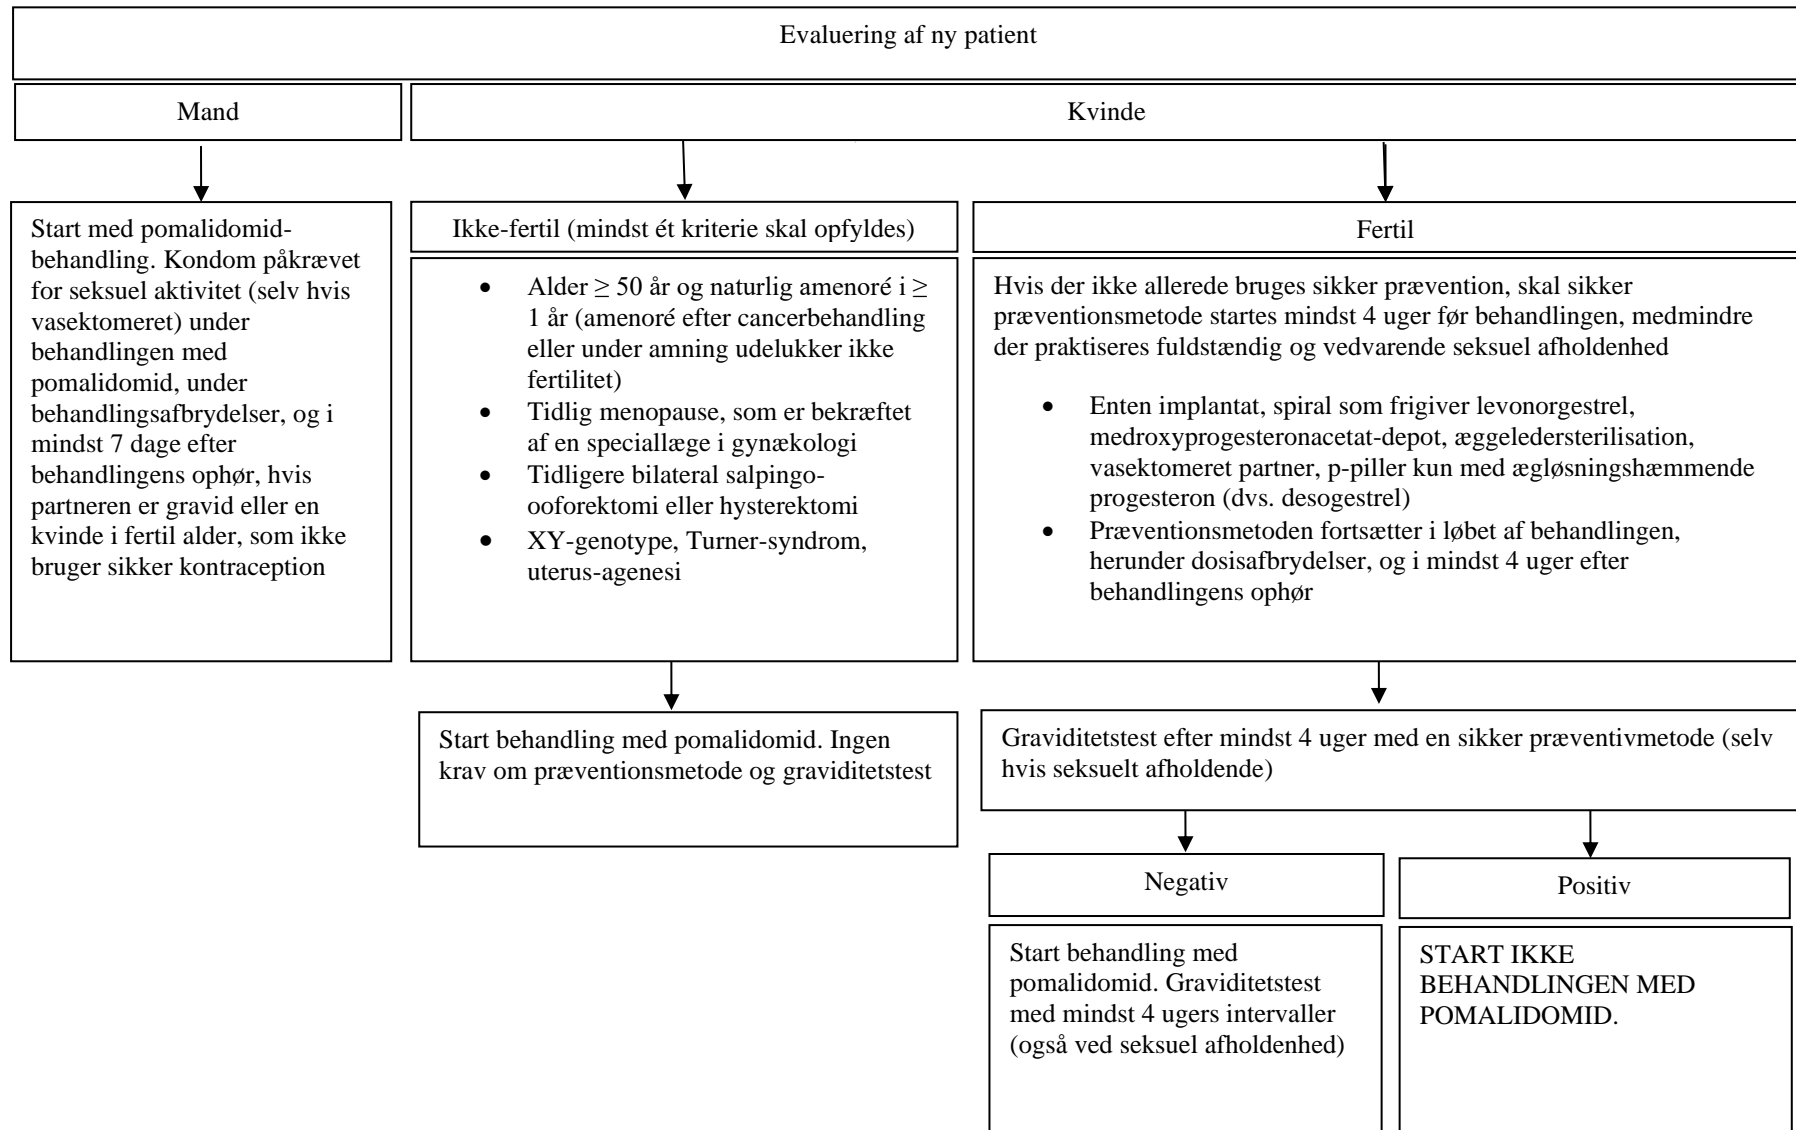 Evaluering af ny patient
Mand
Kvinde
Start med pomalidomid-
behandling. Kondom påkrævet
for seksuel aktivitet (selv hvis
vasektomeret) under
behandlingen med
pomalidomid, under
behandlingsafbrydelser, og i
mindst 7 dage efter
behandlingens ophør, hvis
partneren er gravid eller en
kvinde i fertil alder, som ikke
bruger sikker kontraception
Ikke-fertil (mindst ét kriterie skal opfyldes)
• Alder ≥ 50 år og naturlig amenoré i ≥
1 år (amenoré efter cancerbehandling
eller under amning udelukker ikke
fertilitet)
• Tidlig menopause, som er bekræftet
af en speciallæge i gynækologi
• Tidligere bilateral salpingo-
ooforektomi eller hysterektomi
• XY-genotype, Turner-syndrom,
uterus-agenesi
Start behandling med pomalidomid. Ingen
krav om præventionsmetode og graviditetstest
Fertil
Hvis der ikke allerede bruges sikker prævention, skal sikker
præventionsmetode startes mindst 4 uger før behandlingen, medmindre
der praktiseres fuldstændig og vedvarende seksuel afholdenhed
• Enten implantat, spiral som frigiver levonorgestrel,
medroxyprogesteronacetat-depot, æggeledersterilisation,
vasektomeret partner, p-piller kun med ægløsningshæmmende
progesteron (dvs. desogestrel)
• Præventionsmetoden fortsætter i løbet af behandlingen,
herunder dosisafbrydelser, og i mindst 4 uger efter
behandlingens ophør
Graviditetstest efter mindst 4 uger med en sikker præventivmetode (selv
hvis seksuelt afholdende)
Negativ
Start behandling med
pomalidomid. Graviditetstest
med mindst 4 ugers intervaller
(også ved seksuel afholdenhed)
Positiv
START IKKE
BEHANDLINGEN MED
POMALIDOMID.